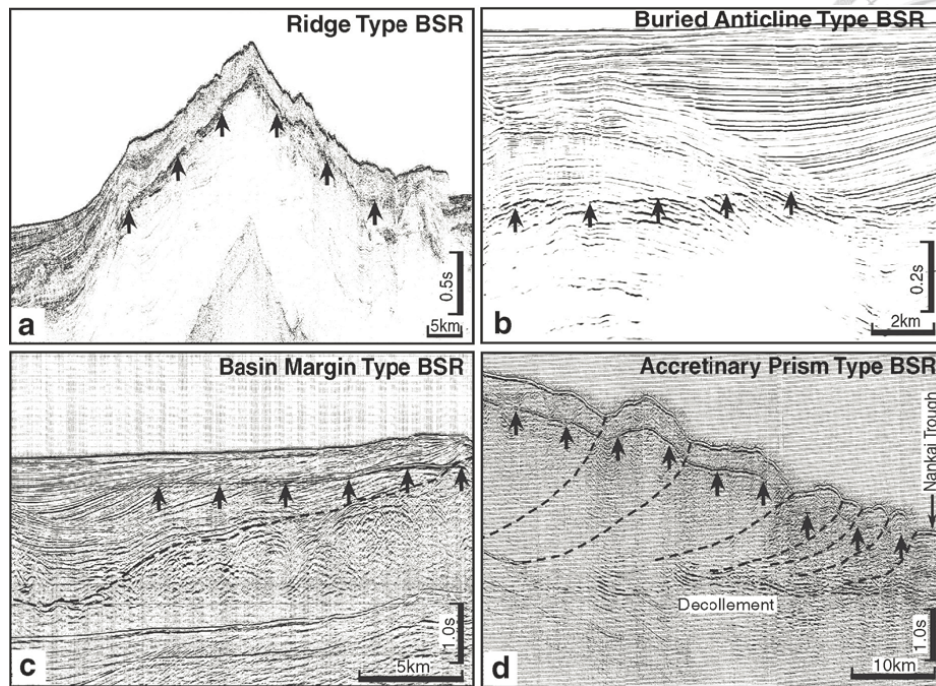 Ridge Type BSR
0.5s
5km
a
Buried Anticline Type BSR
0.2s
2km
b
Basin Margin Type BSR
1.0s
5km
c
Accretinary Prism Type BSR
Nankai Trough
Decollement
1.0s
10km
d